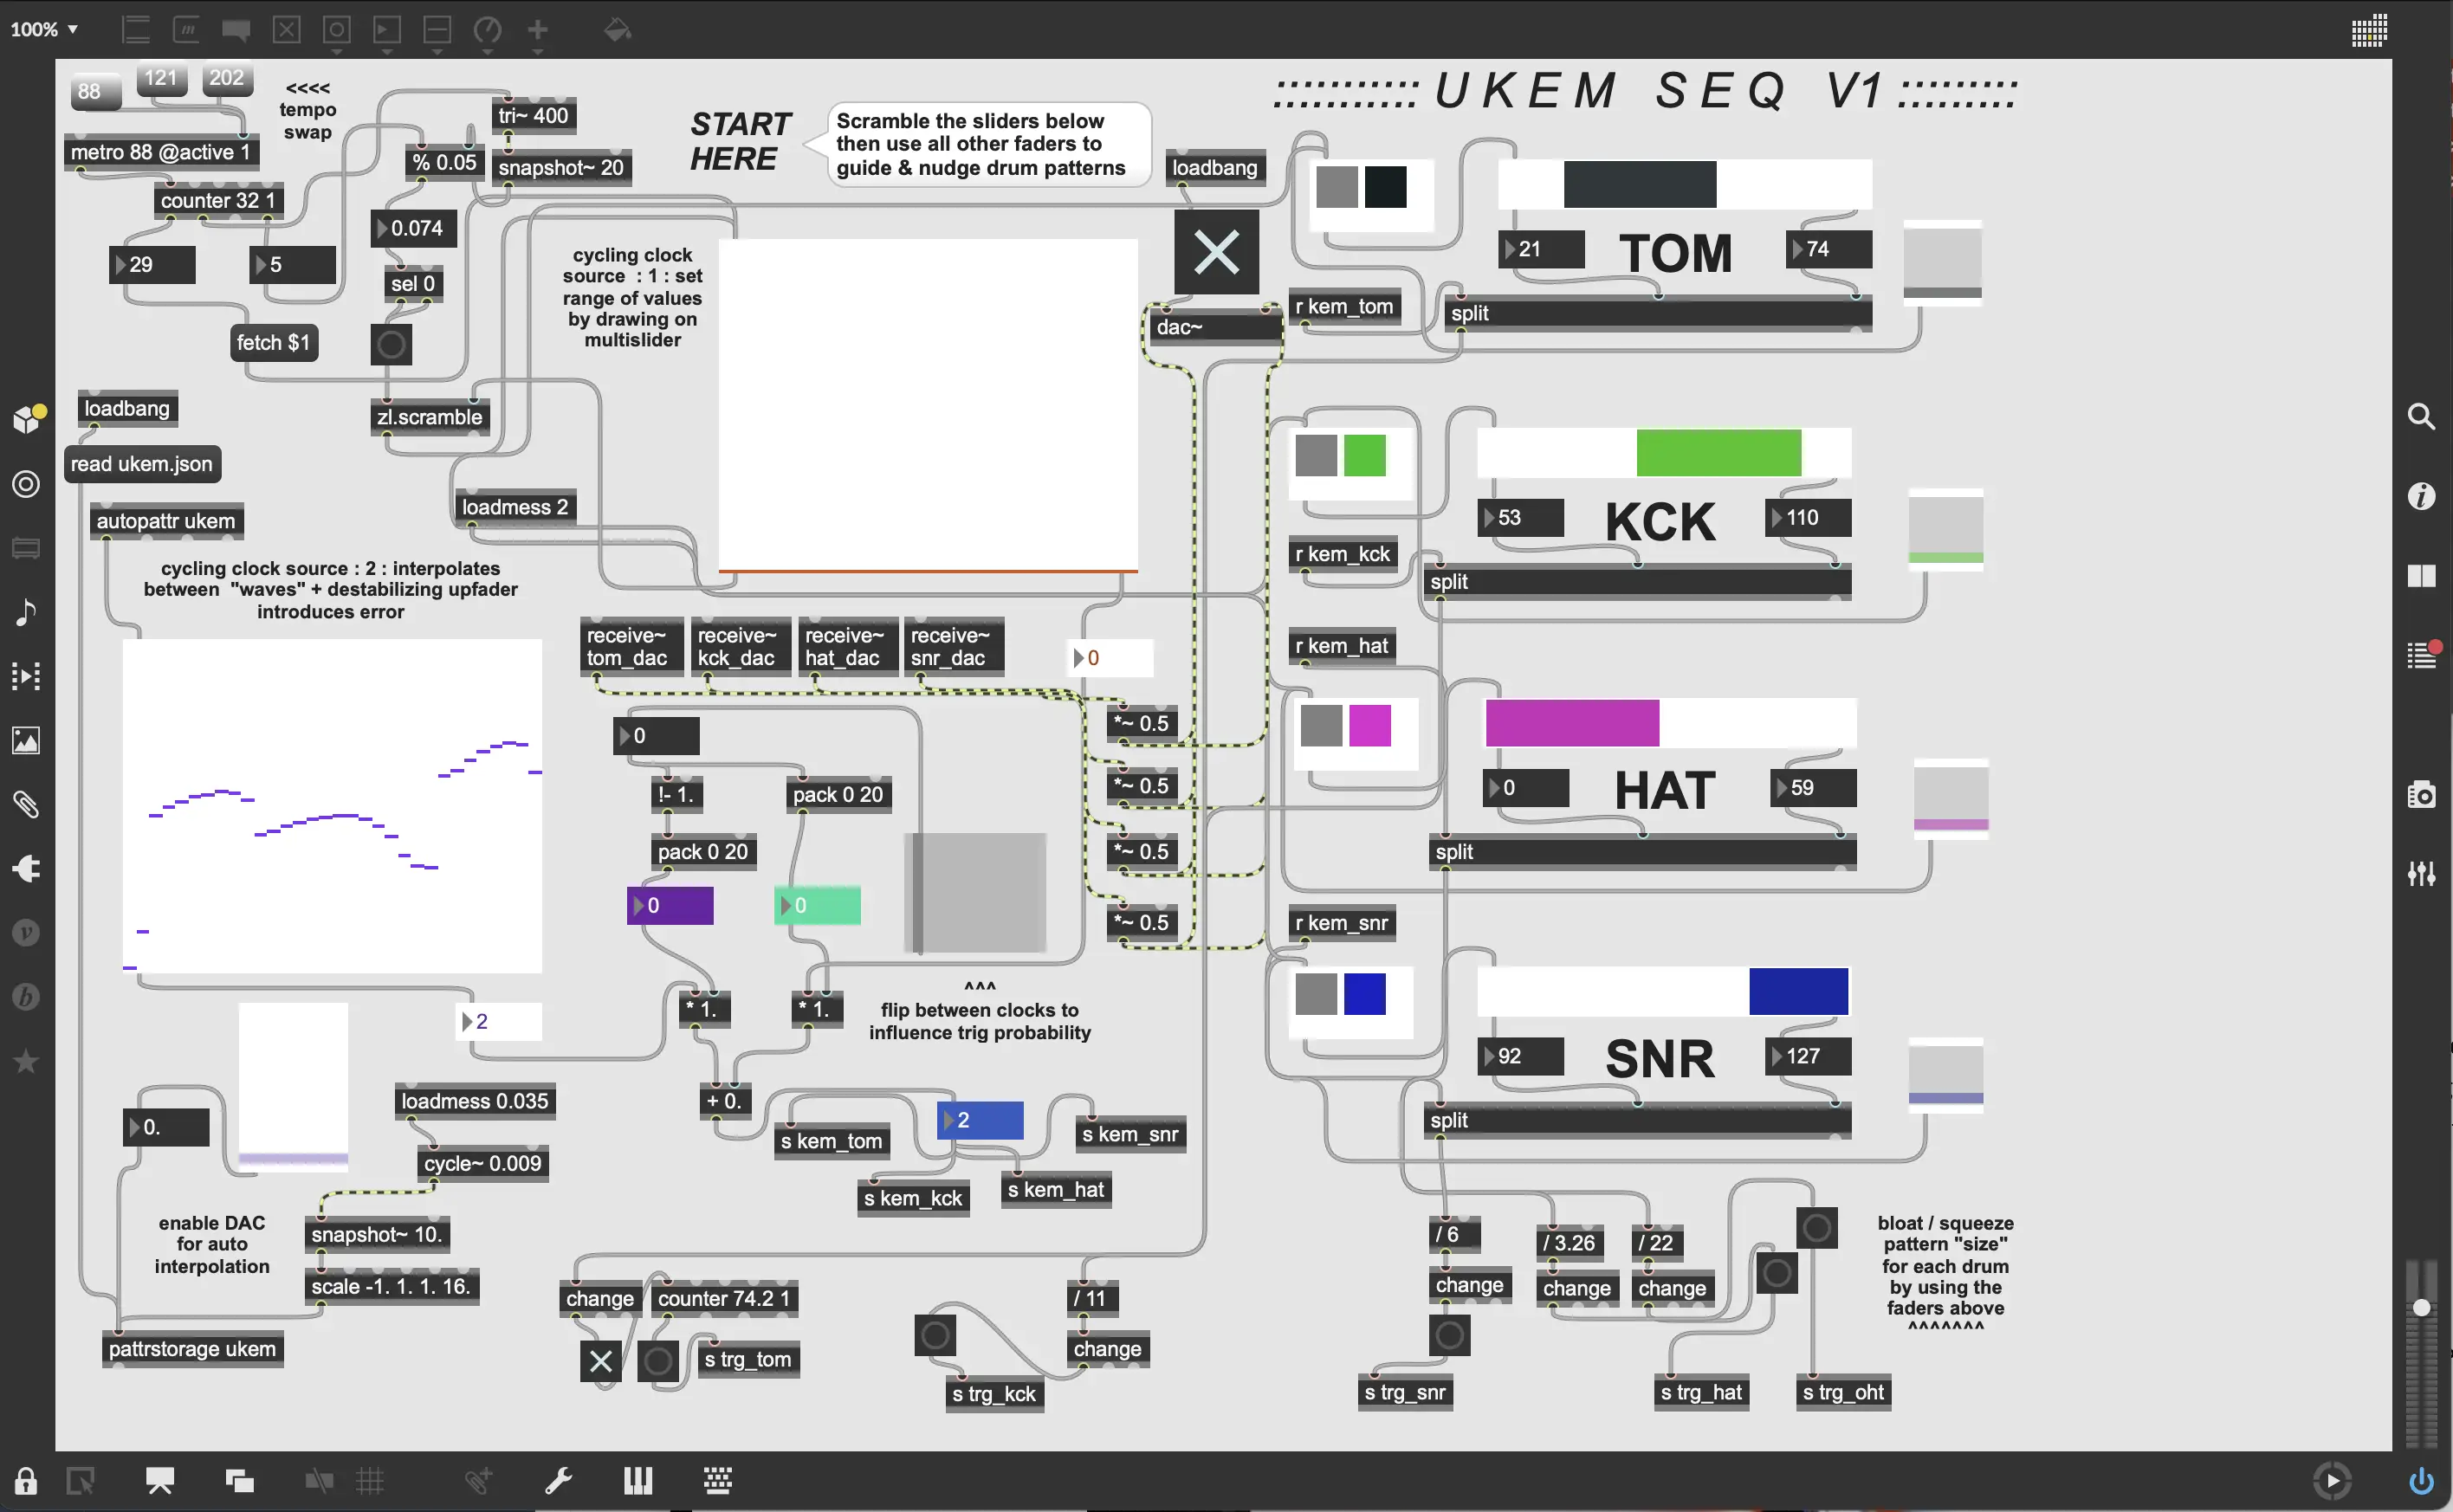 100%
88
121
202
<<<<
tempo
swap
metro 88 @active 1
counter 32 1
29
5
fetch $1
% 0.05
0.074
sel 0
tri~ 400
snapshot~ 20
zl.scramble
START
HERE
Scramble the sliders below
then use all other faders to
guide & nudge drum patterns
::::::::::: UKEM SEQ V1 :::::::::
loadbang
dac~
cycling clock
source : 1 : set
range of values
by drawing on
multislider
loadbang
read ukem.json
autopattr ukem
loadmess 2
cycling clock source : 2 : interpolates
between "waves" + destabilizing upfader
introduces error
21
TOM
74
r kem_tom
split
53
KCK
110
r kem_kck
split
r kem_hat
0
HAT
59
split
r kem_snr
92
SNR
127
split
receive~
tom_dac
receive~
kck_dac
receive~
hat_dac
receive~
snr_dac
0
*~ 0.5
*~ 0.5
*~ 0.5
*~ 0.5
0
!- 1.
pack 0 20
pack 0 20
0
0
* 1.
* 1.
^^^
flip between clocks to
influence trig probability
2
+ 0.
2
s kem_tom
s kem_snr
s kem_kck
s kem_hat
0.
loadmess 0.035
cycle~ 0.009
enable DAC
for auto
interpolation
snapshot~ 10.
scale -1. 1. 1. 16.
pattrstorage ukem
change
counter 74.2 1
s trg_tom
s trg_kck
/ 11
change
/ 6
change
/ 3.26
change
/ 22
change
s trg_snr
s trg_hat
s trg_oht
bloat / squeeze
pattern "size"
for each drum
by using the
faders above
^^^^^^^